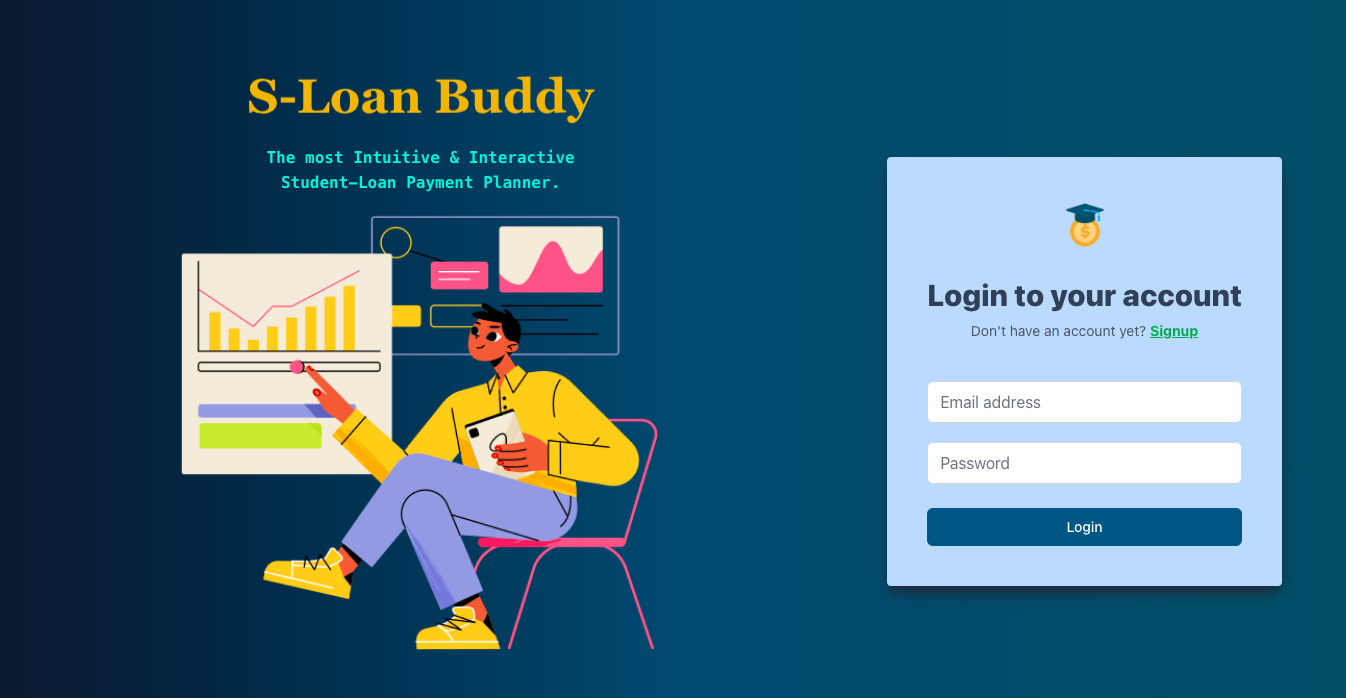 S-Loan Buddy
The most Intuitive & Interactive
Student-Loan Payment Planner.
$
Login to your account
Don't have an account yet? Signup
Email address
Password
Login